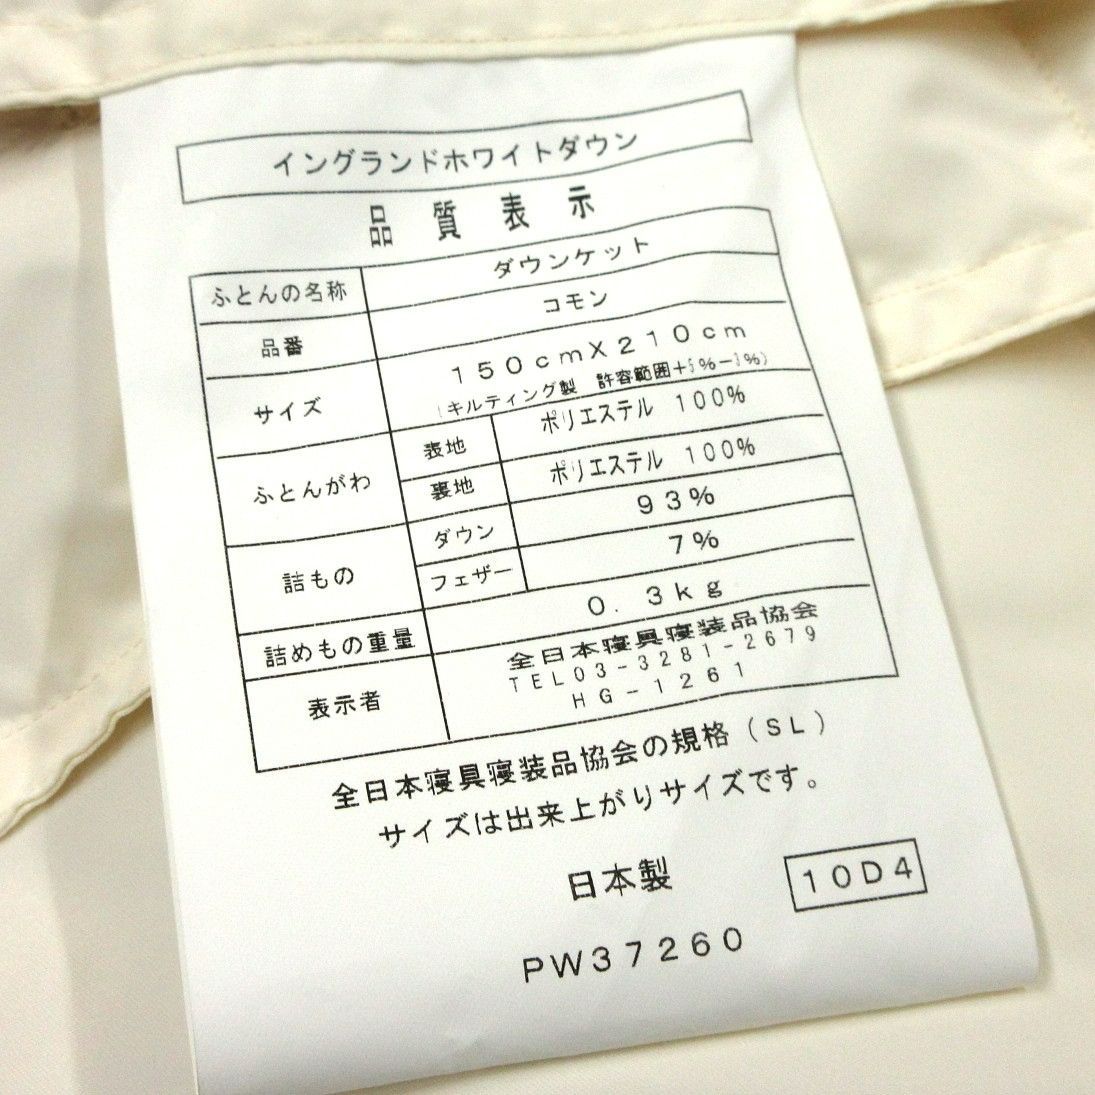 イングランドホワイトダウン
品質表示
ふとんの名称 ダウンケット
品番 コモン
サイズ 150cmX210cm
(キルティング製 許容範囲
ふとんがわ 表地 ポリエステル 100%
裏地 ポリエステル 100%
詰もの ダウン 93%
フェザー 7%
詰めもの重量 0.3kg
表示者 全日本寝具寝装品協会
TEL03-3281-2679
HG-1261
全日本寝具寝装品協会の規格(SL)
サイズは出来上がりサイズです。
日本製 10D4
PW37260